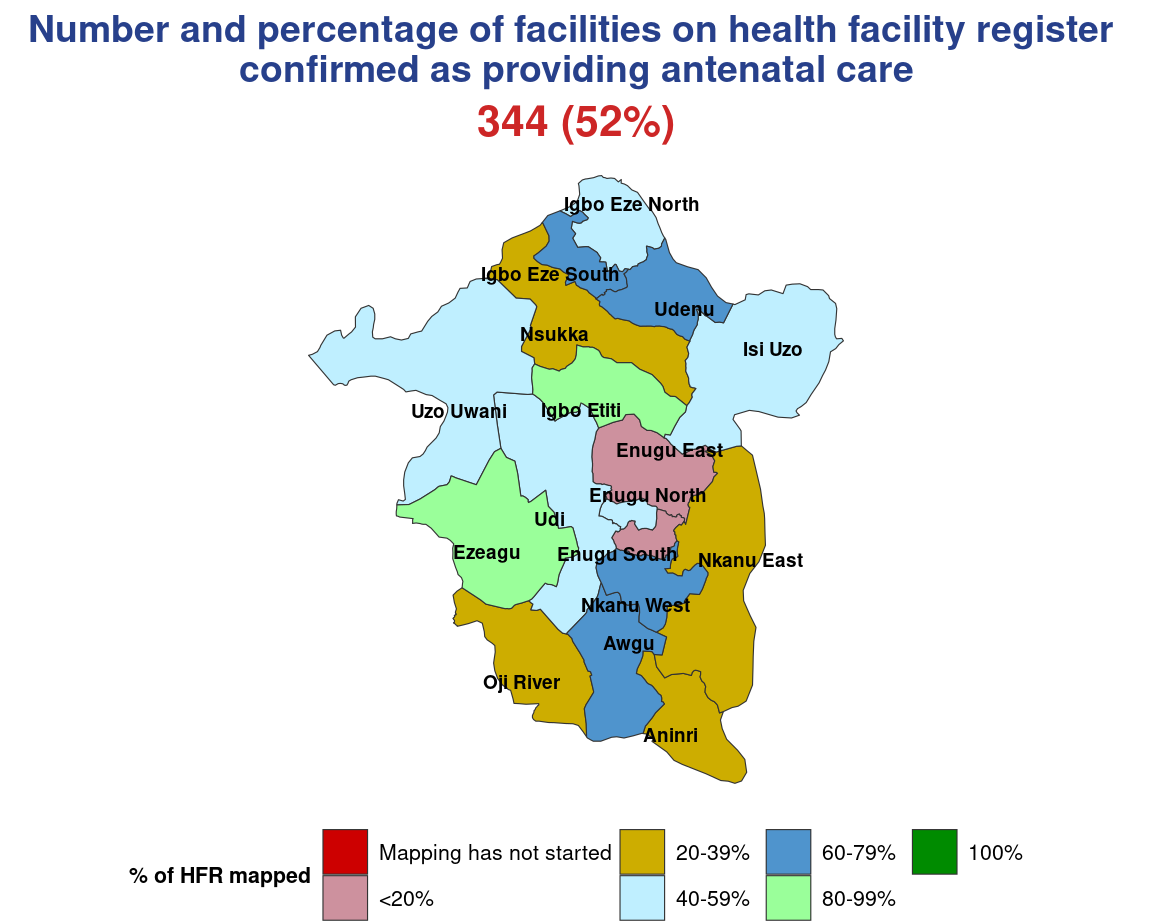 Number and percentage of facilities on health facility register
confirmed as providing antenatal care
344 (52%)
Igbo Eze North
Igbo Eze South
Udenu
Nsukka
Isi Uzo
Uzo Uwani
Igbo Etiti
Enugu East
Enugu North
Udi
Ezeagu
Enugu South
Nkanu East
Nkanu West
Awgu
Oji River
Aninri
% of HFR mapped
Mapping has not started
<20%
20-39%
40-59%
60-79%
80-99%
100%